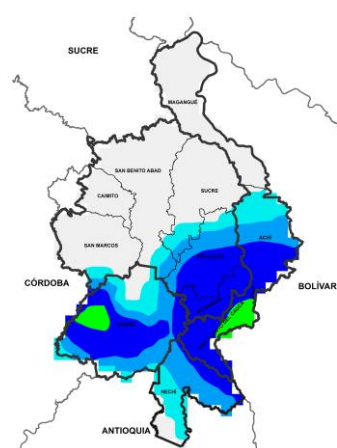 SUCRE
MAGANGUÉ
SAN BENITO ABAD
CAIMITO
SUCRE
SAN MARCOS
ACHÍ
CÓRDOBA
BOLÍVAR
NECHÍ
ANTIOQUIA